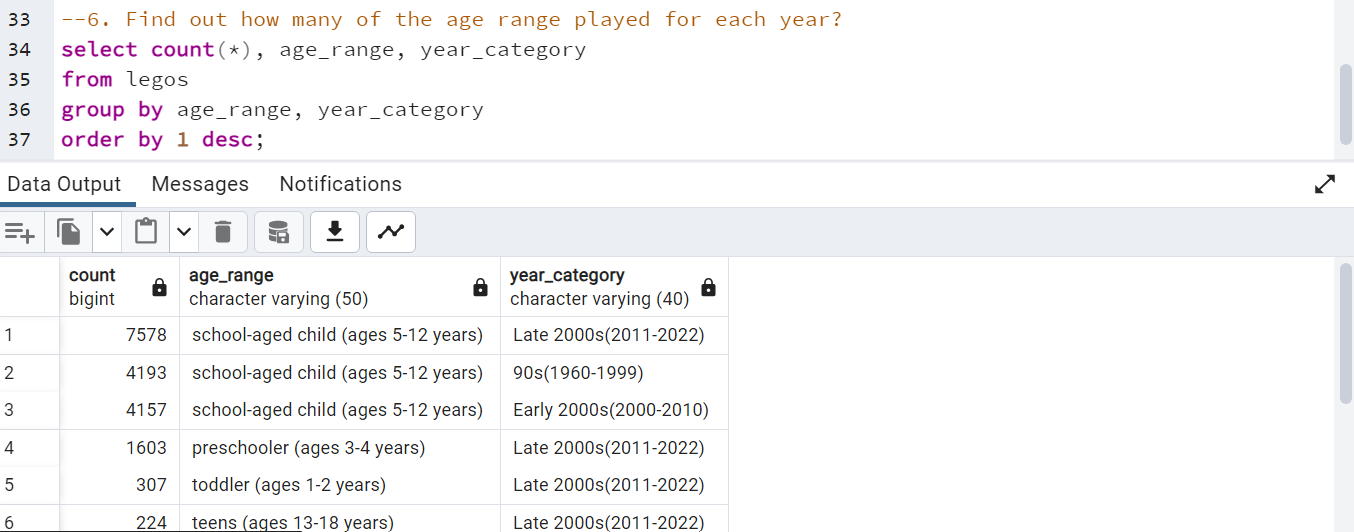 33 --6. Find out how many of the age range played for each year?
34 select count(*), age_range, year_category
35 from legos
36 group by age_range, year_category
37 order by 1 desc;
Data Output Messages Notifications
count age_range year_category
bigint character varying (50) character varying (40)
1 7578 school-aged child (ages 5-12 years) Late 2000s(2011-2022)
2 4193 school-aged child (ages 5-12 years) 90s(1960-1999)
3 4157 school-aged child (ages 5-12 years) Early 2000s(2000-2010)
4 1603 preschooler (ages 3-4 years) Late 2000s(2011-2022)
5 307 toddler (ages 1-2 years) Late 2000s(2011-2022)
6 224 teens (ages 13-18 years) Late 2000s(2011-2022)